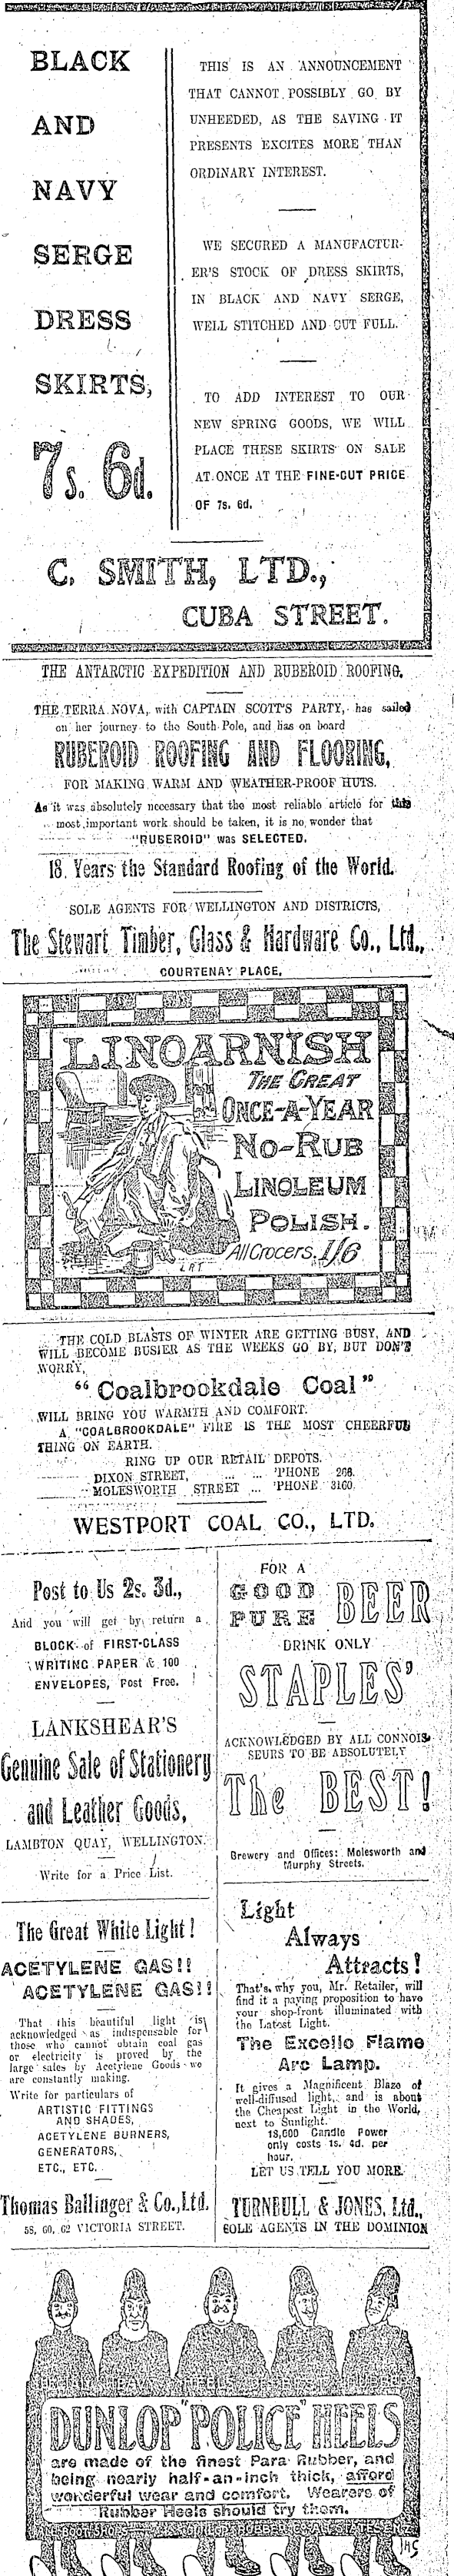 BLACK
AND
NAVY
SERGE
DRESS
SKIRTS,
7s. 6d.
THIS IS AN ANNOUNCEMENT
THAT CANNOT POSSIBLY GO BY
UNHEEDED, AS THE SAVING IT
PRESENTS EXCITES MORE THAN
ORDINARY INTEREST.
WE SECURED A MANUFACTUR-
ER'S STOCK OF DRESS SKIRTS,
IN BLACK AND NAVY SERGE,
WELL STITCHED AND CUT FULL.
TO ADD INTEREST TO OUR
NEW SPRING GOODS, WE WILL
PLACE THESE SKIRTS ON SALE
AT ONCE AT THE FINE-CUT PRICE
OF 7s. 6d.
C. SMITH, LTD.,
CUBA STREET.
THE ANTARCTIC EXPEDITION AND RUBEROID ROOFING.
THE TERRA NOVA, with CAPTAIN SCOTT'S PARTY, has sailed
on her journey to the South Pole, and has on board
RUBEROID ROOFING AND FLOORING,
FOR MAKING WARM AND WEATHER-PROOF HUTS.
As it was absolutely necessary that the most reliable article for this
most important work should be taken, it is no wonder that
"RUBEROID" was SELECTED.
18 Years the Standard Roofing of the World.
SOLE AGENTS FOR WELLINGTON AND DISTRICTS,
The Stewart Timber, Glass & Hardware Co., Ltd.,
COURTENAY PLACE.
LINOARNISH
THE GREAT
ONCE-A-YEAR
NO-RUB
LINOLEUM
POLISH.
All Grocers. 1/6
THE COLD BLASTS OF WINTER ARE GETTING BUSY, AND
WILL BECOME BUSIER AS THE WEEKS GO BY, BUT DON'T
WORRY,
"Coalbrookdale Coal"
WILL BRING YOU WARMTH AND COMFORT.
A "COALBROOKDALE" FIRE IS THE MOST CHEERFUL
THING ON EARTH.
RING UP OUR RETAIL DEPOTS.
DIXON STREET, ... ... 'PHONE 268.
MOLESWORTH STREET ... 'PHONE 3160.
WESTPORT COAL CO., LTD.
Post to Us 2s. 3d.,
And you will get by return a
BLOCK of FIRST-CLASS
WRITING PAPER & 100
ENVELOPES, Post Free.
LANKSHEAR'S
Genuine Sale of Stationery
and Leather Goods,
LAMBTON QUAY, WELLINGTON.
Write for a Price List.
FOR A
GOOD PURE BEER
DRINK ONLY
STAPLES'
ACKNOWLEDGED BY ALL CONNOIS-
SEURS TO BE ABSOLUTELY
The BEST!
Brewery and Offices: Molesworth and
Murphy Streets.
The Great White Light!
ACETYLENE GAS!!
ACETYLENE GAS!!
That this beautiful light is
acknowledged as indispensable for
those who cannot obtain coal gas
or electricity is proved by the
large sales by Acetylene Goods we
are constantly making.
Write for particulars of
ARTISTIC FITTINGS
AND SHADES,
ACETYLENE BURNERS,
GENERATORS,
ETC., ETC.
Thomas Ballinger & Co., Ltd.
58, 60, 62 VICTORIA STREET.
Light
Always
Attracts!
That's why you, Mr. Retailer, will
find it a paying proposition to have
your shop-front illuminated with
the Latest Light.
The Excello Flame
Arc Lamp.
It gives a Magnificent Blaze of
well-diffused light, and is about
the Cheapest Light in the World,
next to Sunlight.
18,600 Candle Power
only costs 1s. 4d. per
hour.
LET US TELL YOU MORE.
TURNBULL & JONES, Ltd.,
SOLE AGENTS IN THE DOMINION
DUNLOP "POLICE" HEELS
are made of the finest Para Rubber, and
being nearly half-an-inch thick, afford
wonderful wear and comfort. Wearers of
Rubber Heels should try them.